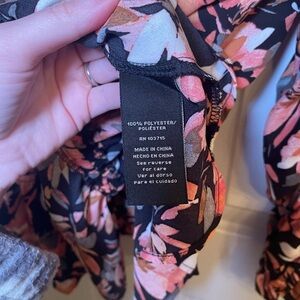 100% POLYESTER/
POLIÉSTER
RN 103715
MADE IN CHINA
HECHO EN CHINA
See reverse
for care
Ver al dorso
Para el cuidado